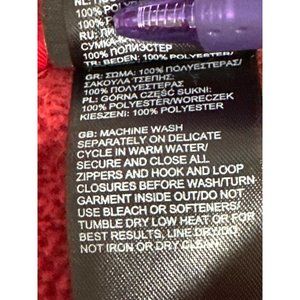 100% POLYESTER
100% POLY
СУМКА
100% ПОЛИЭСТЕР
TR: BEDEN: 100% POLYESTER/
GR: ΣΩΜΑ: 100% ΠΟΛΥΕΣΤΕΡΑΣ/
ΣΑΚΟΥΛΑ ΤΣΕΠΗΣ:
100% ΠΟΛΥΕΣΤΕΡΑΣ
PL: GÓRNA CZĘŚĆ SUKNI:
100% POLYESTER/WORECZEK
KIESZENI: 100% POLYESTER
GB: MACHINE WASH
SEPARATELY ON DELICATE
CYCLE IN WARM WATER/
SECURE AND CLOSE ALL
ZIPPERS AND HOOK AND LOOP
CLOSURES BEFORE WASH/TURN
GARMENT INSIDE OUT/DO NOT
USE BLEACH OR SOFTENERS/
TUMBLE DRY LOW HEAT OR FOR
BEST RESULTS, LINE DRY/DO
NOT IRON OR DRY CLEAN